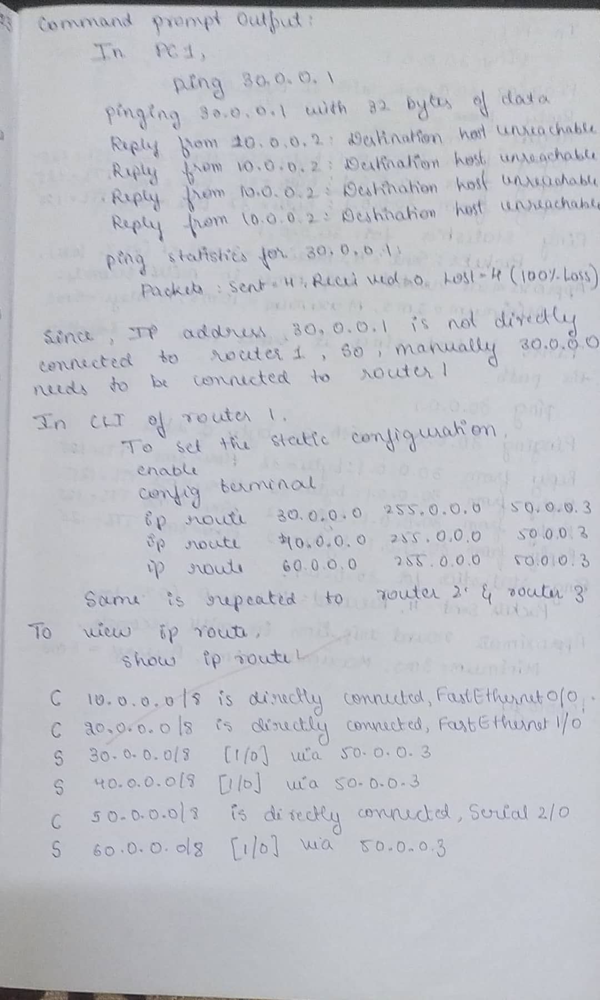 Command prompt Output:
In PC1,
ping 30.0.0.1
pinging 30.0.0.1 with 32 bytes of data
Reply from 10.0.0.2: Destination host unreachable
Reply from 10.0.0.2: Destination host unreachable
Reply from 10.0.0.2: Destination host unreachable
Reply from 10.0.0.2: Destination host unreachable
ping statistics for 30.0.0.1:
Packets: Sent=4, Received=0, Lost=4 (100% Loss)
Since, IP address 30.0.0.1 is not directly
connected to router 1, So, manually 30.0.0.0
needs to be connected to router 1
In CLI of router 1.
To set the static configuration,
enable
config terminal
ip route 30.0.0.0 255.0.0.0 50.0.0.3
ip route 40.0.0.0 255.0.0.0 50.0.0.3
ip route 60.0.0.0 255.0.0.0 50.0.0.3
Same is repeated to router 2 & router 3
To view ip route,
show ip route
C 10.0.0.0/8 is directly connected, FastEthernet 0/0
C 20.0.0.0/8 is directly connected, FastEthernet 1/0
S 30.0.0.0/8 [1/0] via 50.0.0.3
S 40.0.0.0/8 [1/0] via 50.0.0.3
C 50.0.0.0/8 is directly connected, Serial 2/0
S 60.0.0.0/8 [1/0] via 50.0.0.3